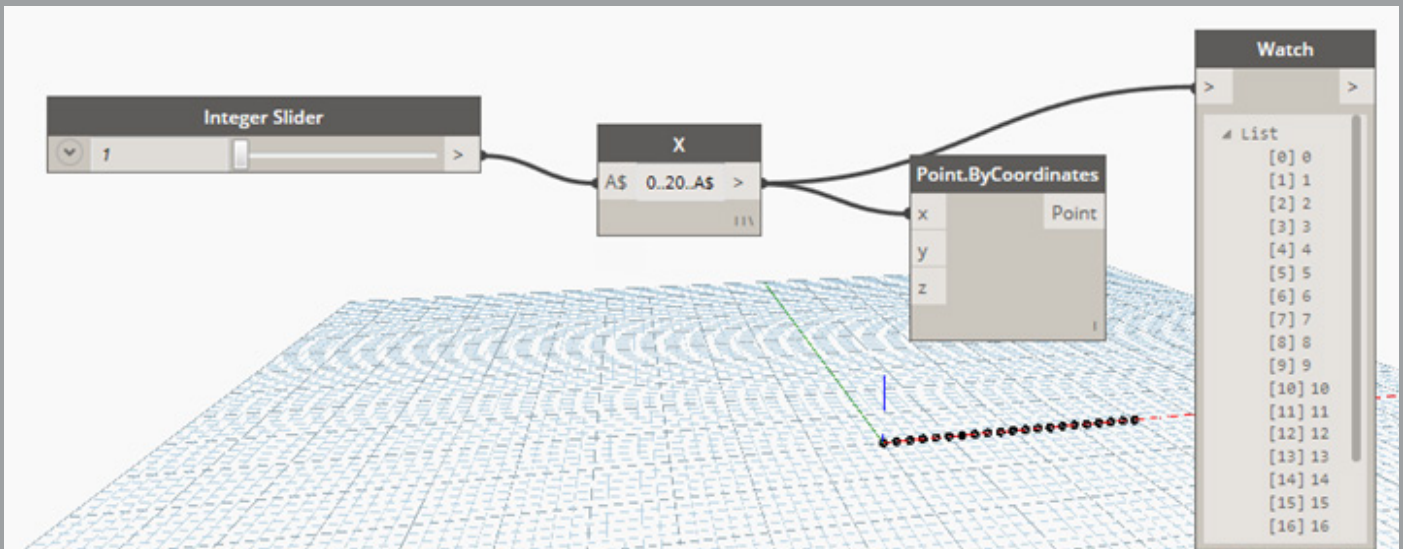 Integer Slider
1
>
X
A$ 0..20..A$ >
Point.ByCoordinates
x Point
y
z
Watch
> >
List
[0] 0
[1] 1
[2] 2
[3] 3
[4] 4
[5] 5
[6] 6
[7] 7
[8] 8
[9] 9
[10] 10
[11] 11
[12] 12
[13] 13
[14] 14
[15] 15
[16] 16